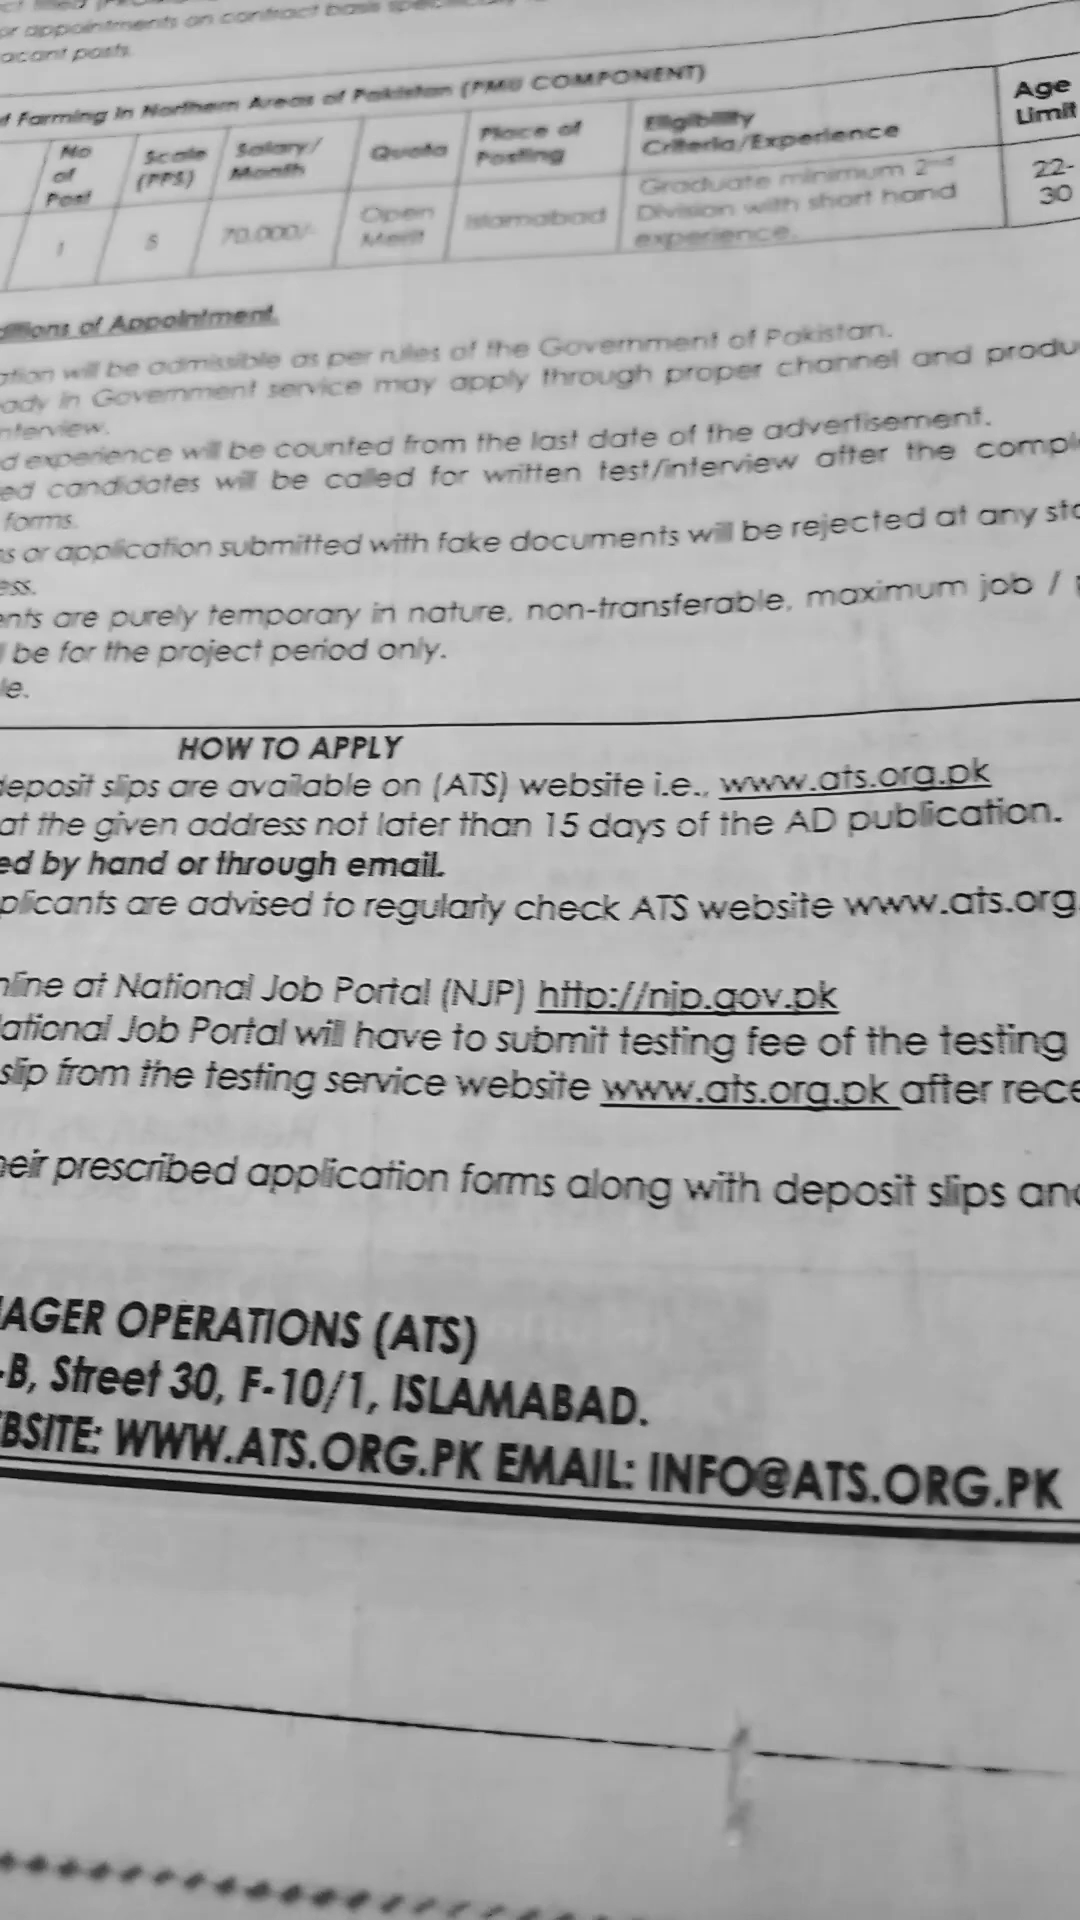 or appointments on contract basis
acant posts.
Farming in Northern Areas of Pakistan (PMU COMPONENT)
No of Post
Scale (PPS)
Salary/ Month
Quota
Place of Posting
Eligibility Criteria/Experience
Age Limit
1
5
70,000/-
Open Merit
Islamabad
Graduate minimum 2nd
Division with short hand
experience.
22-
30
ditions of Appointment.
ation will be admissible as per rules of the Government of Pakistan.
ady in Government service may apply through proper channel and produ
nterview.
d experience will be counted from the last date of the advertisement.
ed candidates will be called for written test/interview after the comple
forms.
s or application submitted with fake documents will be rejected at any sta
ess.
ents are purely temporary in nature, non-transferable, maximum job /
l be for the project period only.
le.
HOW TO APPLY
deposit slips are available on (ATS) website i.e., www.ats.org.pk
at the given address not later than 15 days of the AD publication.
ed by hand or through email.
plicants are advised to regularly check ATS website www.ats.org.
nline at National Job Portal (NJP) http://njp.gov.pk
ational Job Portal will have to submit testing fee of the testing
slip from the testing service website www.ats.org.pk after rece
heir prescribed application forms along with deposit slips and
NAGER OPERATIONS (ATS)
-B, Street 30, F-10/1, ISLAMABAD.
BSITE: WWW.ATS.ORG.PK EMAIL: INFO@ATS.ORG.PK